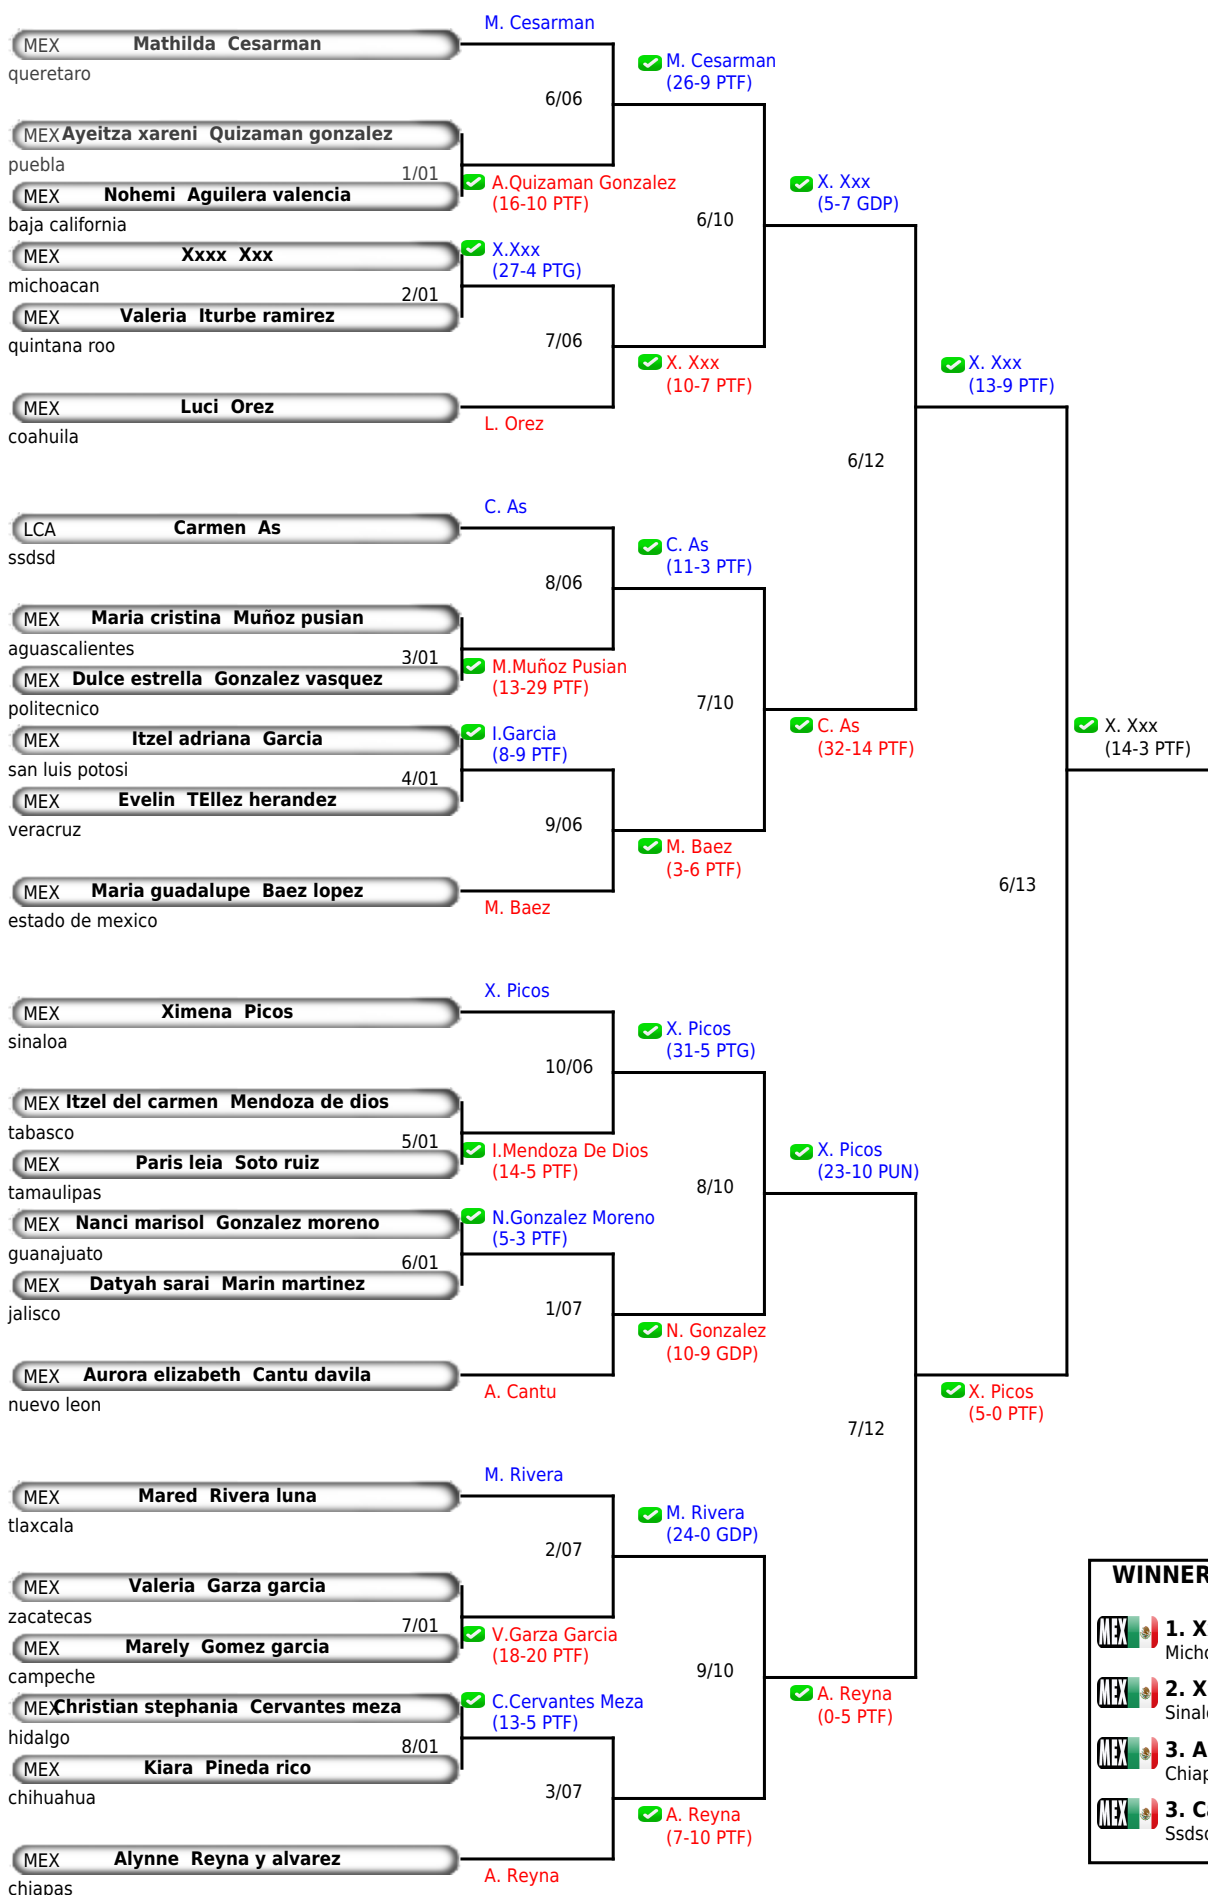 M. Cesarman
MEX Mathilda Cesarman
queretaro
M. Cesarman
(26-9 PTF)
6/06
MEX Ayeitza xareni Quizaman gonzalez
puebla
1/01
A.Quizaman Gonzalez
(16-10 PTF)
MEX Nohemi Aguilera valencia
baja california
X. Xxx
(5-7 GDP)
6/10
MEX Xxxx Xxx
michoacan
X.Xxx
(27-4 PTG)
2/01
MEX Valeria Iturbe ramirez
quintana roo
7/06
X. Xxx
(10-7 PTF)
X. Xxx
(13-9 PTF)
MEX Luci Orez
coahuila
L. Orez
6/12
C. As
LCA Carmen As
ssdsd
C. As
(11-3 PTF)
8/06
MEX Maria cristina Muñoz pusian
aguascalientes
3/01
M.Muñoz Pusian
(13-29 PTF)
MEX Dulce estrella Gonzalez vasquez
politecnico
7/10
MEX Itzel adriana Garcia
san luis potosi
I.Garcia
(8-9 PTF)
C. As
(32-14 PTF)
X. Xxx
(14-3 PTF)
4/01
MEX Evelin TEllez herandez
veracruz
9/06
M. Baez
(3-6 PTF)
MEX Maria guadalupe Baez lopez
estado de mexico
M. Baez
6/13
X. Picos
MEX Ximena Picos
sinaloa
X. Picos
(31-5 PTG)
10/06
MEX Itzel del carmen Mendoza de dios
tabasco
5/01
I.Mendoza De Dios
(14-5 PTF)
MEX Paris leia Soto ruiz
tamaulipas
X. Picos
(23-10 PUN)
8/10
MEX Nanci marisol Gonzalez moreno
guanajuato
N.Gonzalez Moreno
(5-3 PTF)
6/01
MEX Datyah sarai Marin martinez
jalisco
1/07
N. Gonzalez
(10-9 GDP)
MEX Aurora elizabeth Cantu davila
nuevo leon
A. Cantu
X. Picos
(5-0 PTF)
7/12
M. Rivera
MEX Mared Rivera luna
tlaxcala
M. Rivera
(24-0 GDP)
2/07
MEX Valeria Garza garcia
zacatecas
7/01
V.Garza Garcia
(18-20 PTF)
MEX Marely Gomez garcia
campeche
9/10
MEX Christian stephania Cervantes meza
hidalgo
C.Cervantes Meza
(13-5 PTF)
A. Reyna
(0-5 PTF)
8/01
MEX Kiara Pineda rico
chihuahua
3/07
A. Reyna
(7-10 PTF)
MEX Alynne Reyna y alvarez
chiapas
A. Reyna
WINNER
MEX 1. X
Micho
MEX 2. X
Sinal
MEX 3. A
Chiap
MEX 3. Ca
Ssds